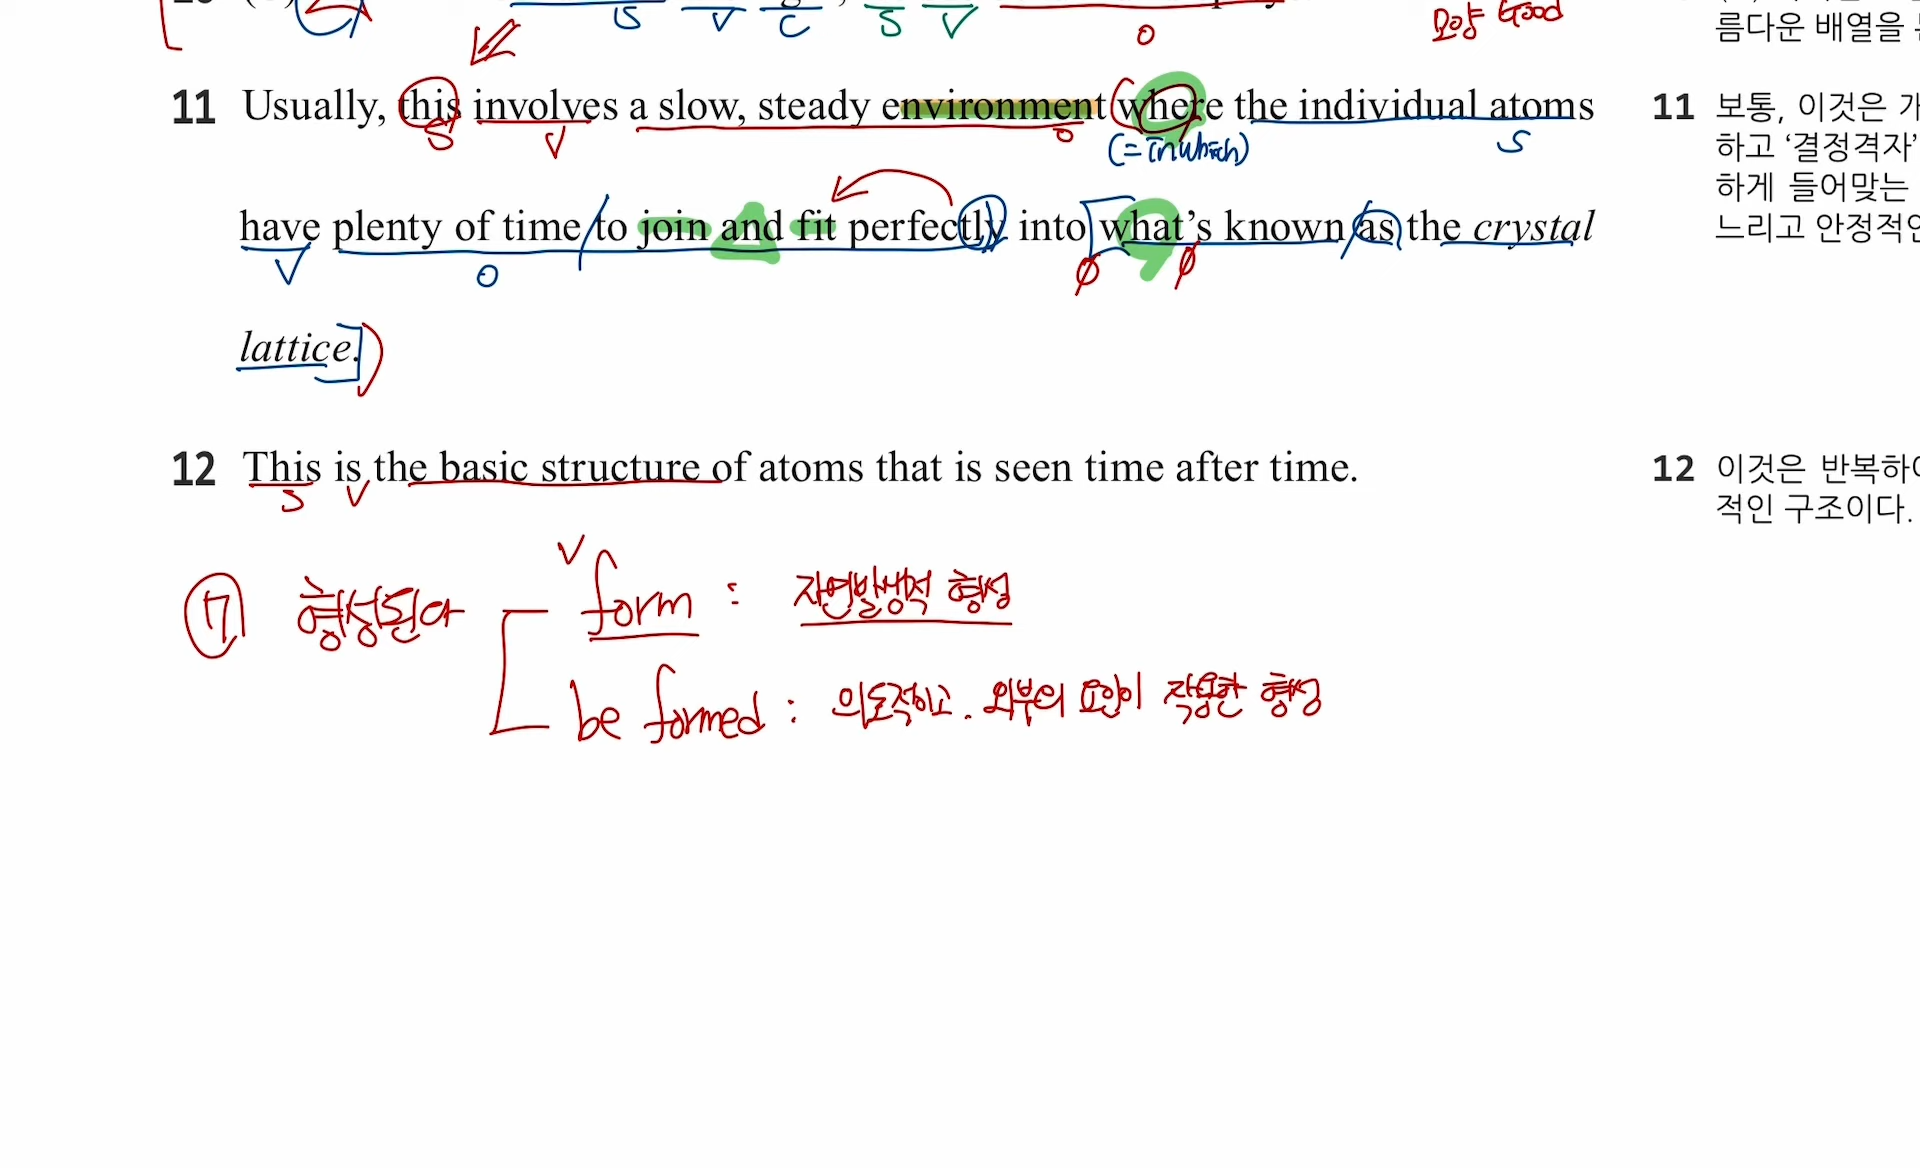 S V C S V O 모양 Good
름다운 배열을
11 Usually, this involves a slow, steady environment (where the individual atoms
S V O (= in which) S
have plenty of time / to join and fit perfectly into [what's known / as the crystal
V O
lattice.])
11 보통, 이것은 개
하고 ‘결정격자’
하게 들어맞는
느리고 안정적인
12 This is the basic structure of atoms that is seen time after time.
S V
12 이것은 반복하여
적인 구조이다.
⑦ 형성된다 form : 자연발생적 형성
V
be formed : 의도적이고. 외부의 요인이 작용한 형성